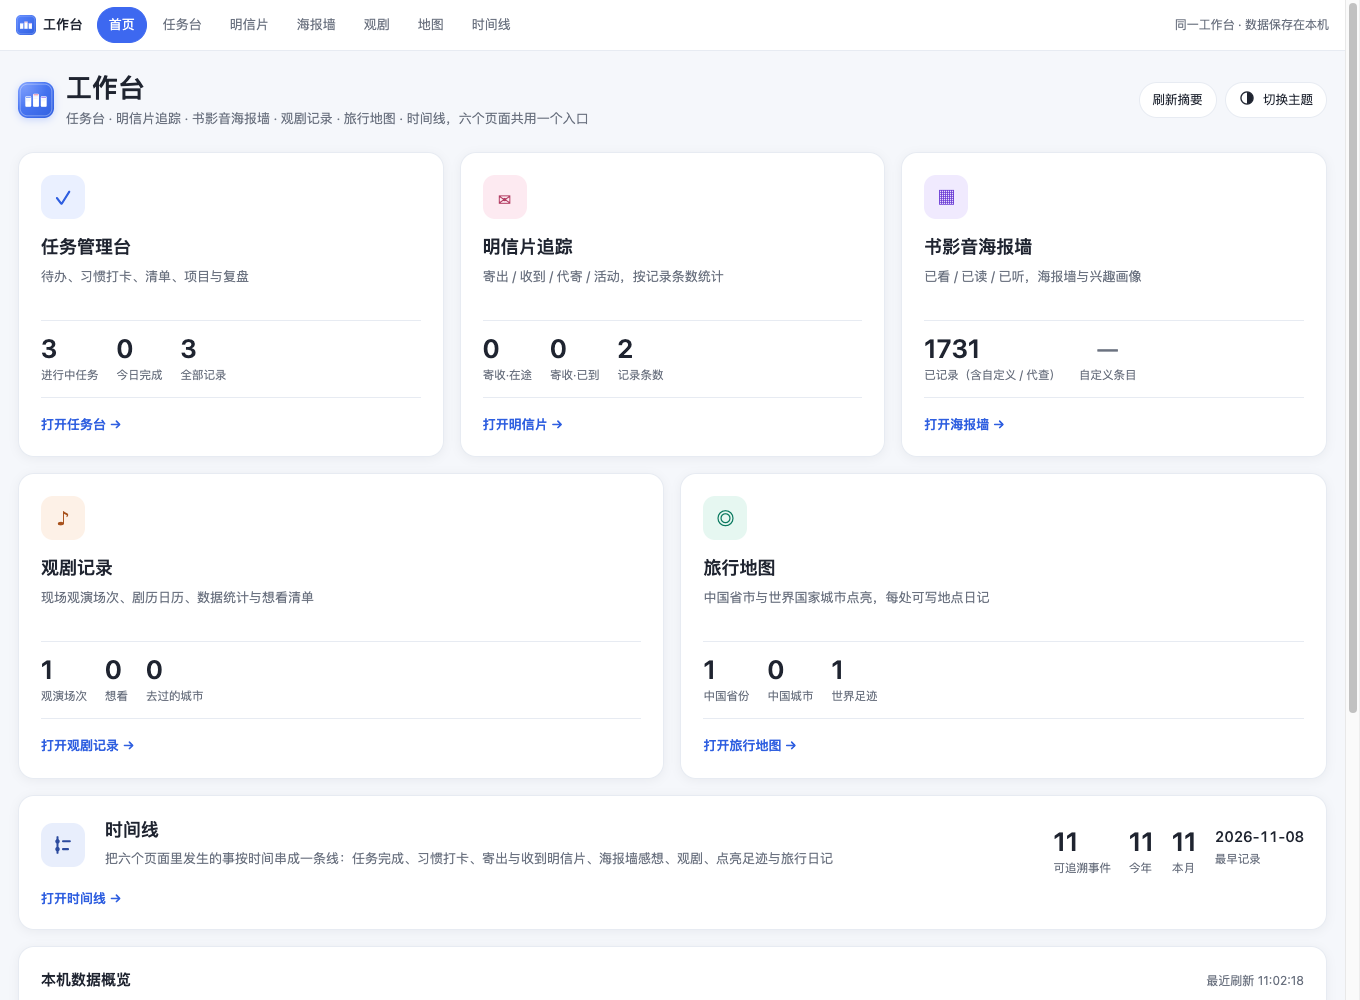 工作台 首页 任务台 明信片 海报墙 观剧 地图 时间线 同一工作台 · 数据保存在本机
工作台
任务台 · 明信片追踪 · 书影音海报墙 · 观剧记录 · 旅行地图 · 时间线，六个页面共用一个入口
刷新摘要 切换主题
任务管理台
待办、习惯打卡、清单、项目与复盘
3 0 3
进行中任务 今日完成 全部记录
打开任务台 →
明信片追踪
寄出 / 收到 / 代寄 / 活动，按记录条数统计
0 0 2
寄收·在途 寄收·已到 记录条数
打开明信片 →
书影音海报墙
已看 / 已读 / 已听，海报墙与兴趣画像
1731 —
已记录（含自定义 / 代查） 自定义条目
打开海报墙 →
观剧记录
现场观演场次、剧历日历、数据统计与想看清单
1 0 0
观演场次 想看 去过的城市
打开观剧记录 →
旅行地图
中国省市与世界国家城市点亮，每处可写地点日记
1 0 1
中国省份 中国城市 世界足迹
打开旅行地图 →
时间线
把六个页面里发生的事按时间串成一条线：任务完成、习惯打卡、寄出与收到明信片、海报墙感想、观剧、点亮足迹与旅行日记
11 11 11 2026-11-08
可追溯事件 今年 本月 最早记录
打开时间线 →
本机数据概览 最近刷新 11:02:18